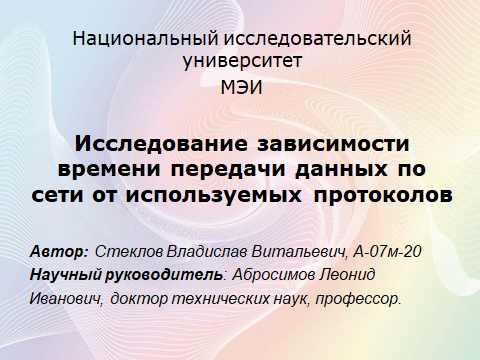 Национальный исследовательский
университет
МЭИ
Исследование зависимости
времени передачи данных по
сети от используемых протоколов
Автор: Стеклов Владислав Витальевич, А-07м-20
Научный руководитель: Абросимов Леонид
Иванович, доктор технических наук, профессор.